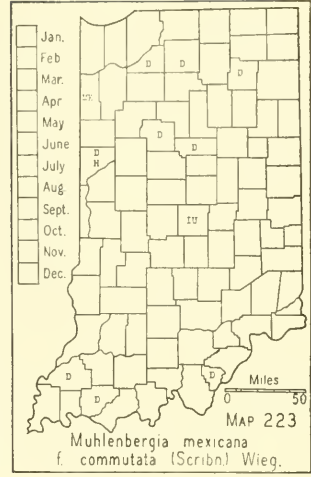 Jan.
Feb
Mar.
Apr
May
June
July
Aug.
Sept.
Oct.
Nov.
Dec.
D D D
D
D
D
H
IU
D
D
D
Miles
0 50
MAP 223
Muhlenbergia mexicana
f. commutata (Scribn.) Wieg.